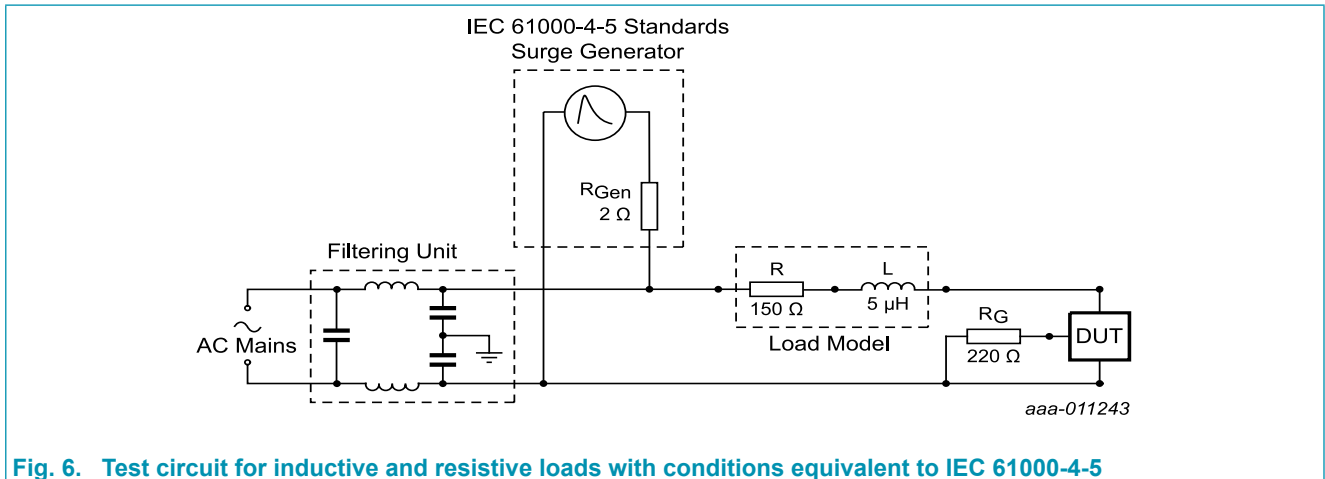 IEC 61000-4-5 Standards
Surge Generator
RGen
2 Ω
Filtering Unit
AC Mains
R
150 Ω
L
5 μH
Load Model
RG
220 Ω
DUT
aaa-011243
Fig. 6. Test circuit for inductive and resistive loads with conditions equivalent to IEC 61000-4-5